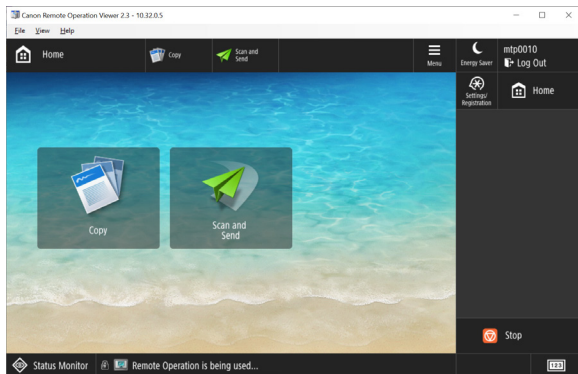 Canon Remote Operation Viewer 2.3 - 10.32.0.5
File View Help
Home
Copy
Scan and
Send
Menu
Energy Saver
mtp0010
Log Out
Settings/
Registration
Home
Copy
Scan and
Send
Stop
Status Monitor
Remote Operation is being used...
123